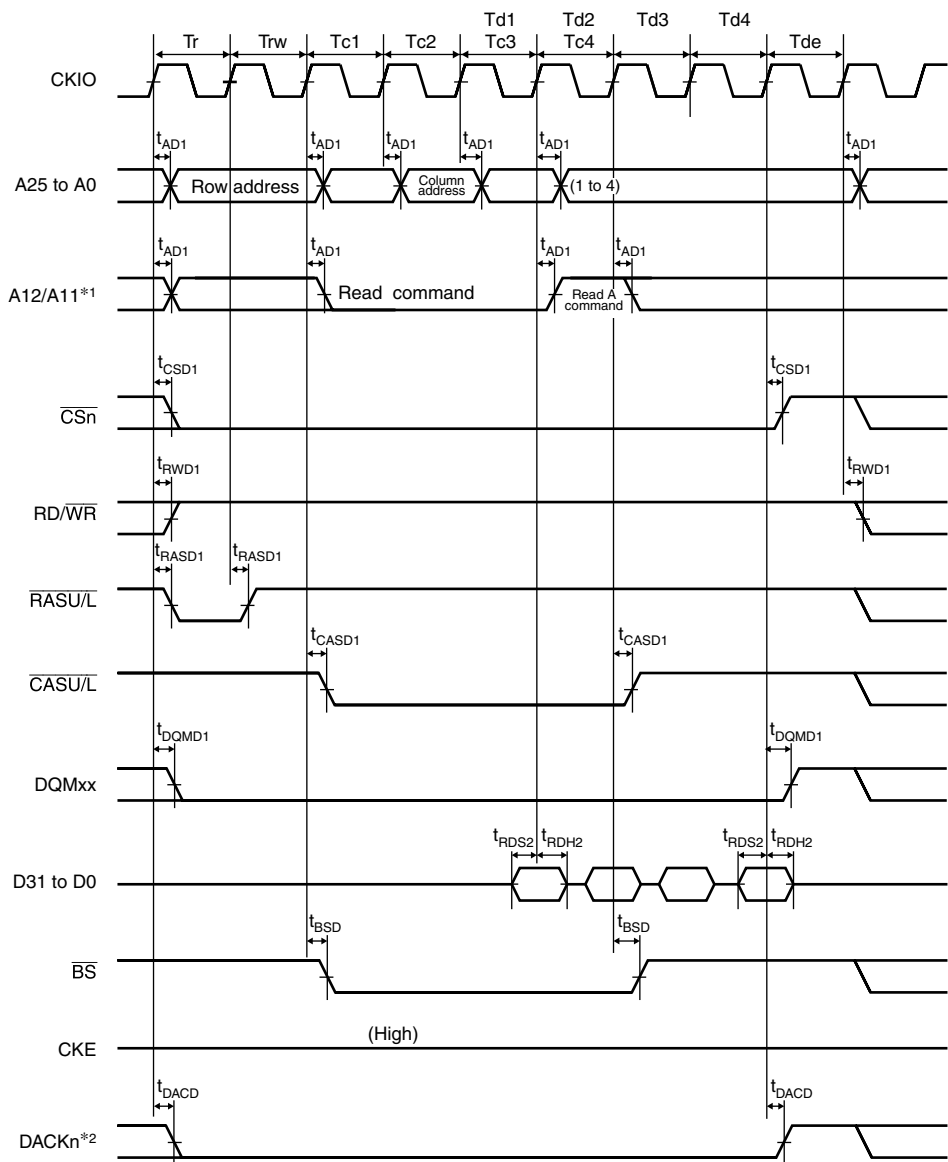 Td1 Td2 Td3 Td4
Tr Trw Tc1 Tc2 Tc3 Tc4 Tde
CKIO
tAD1 tAD1 tAD1 tAD1 tAD1 tAD1
A25 to A0 Row address Column address (1 to 4)
tAD1 tAD1 tAD1 tAD1
A12/A11*1 Read command Read A command
tCSD1 tCSD1
CSn
tRWD1 tRWD1
RD/WR
tRASD1 tRASD1
RASU/L
tCASD1 tCASD1
CASU/L
tDQMD1 tDQMD1
DQMxx
tRDS2 tRDH2 tRDS2 tRDH2
D31 to D0
tBSD tBSD
BS
(High)
CKE
tDACD tDACD
DACKn*2